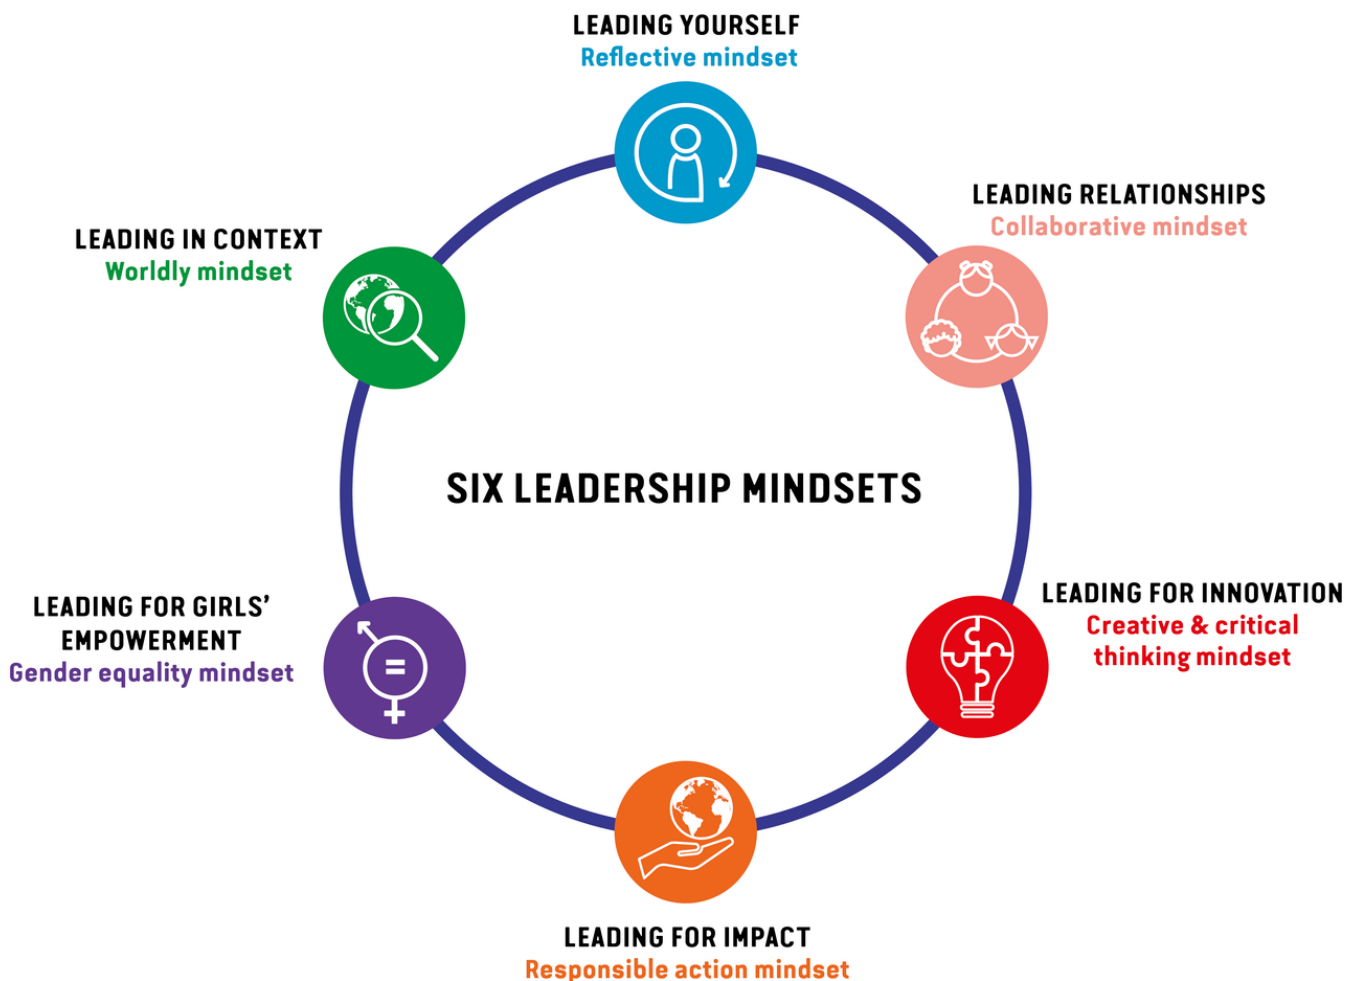 LEADING YOURSELF
Reflective mindset
LEADING RELATIONSHIPS
Collaborative mindset
LEADING IN CONTEXT
Worldly mindset
SIX LEADERSHIP MINDSETS
LEADING FOR INNOVATION
Creative & critical
thinking mindset
LEADING FOR GIRLS’
EMPOWERMENT
Gender equality mindset
LEADING FOR IMPACT
Responsible action mindset